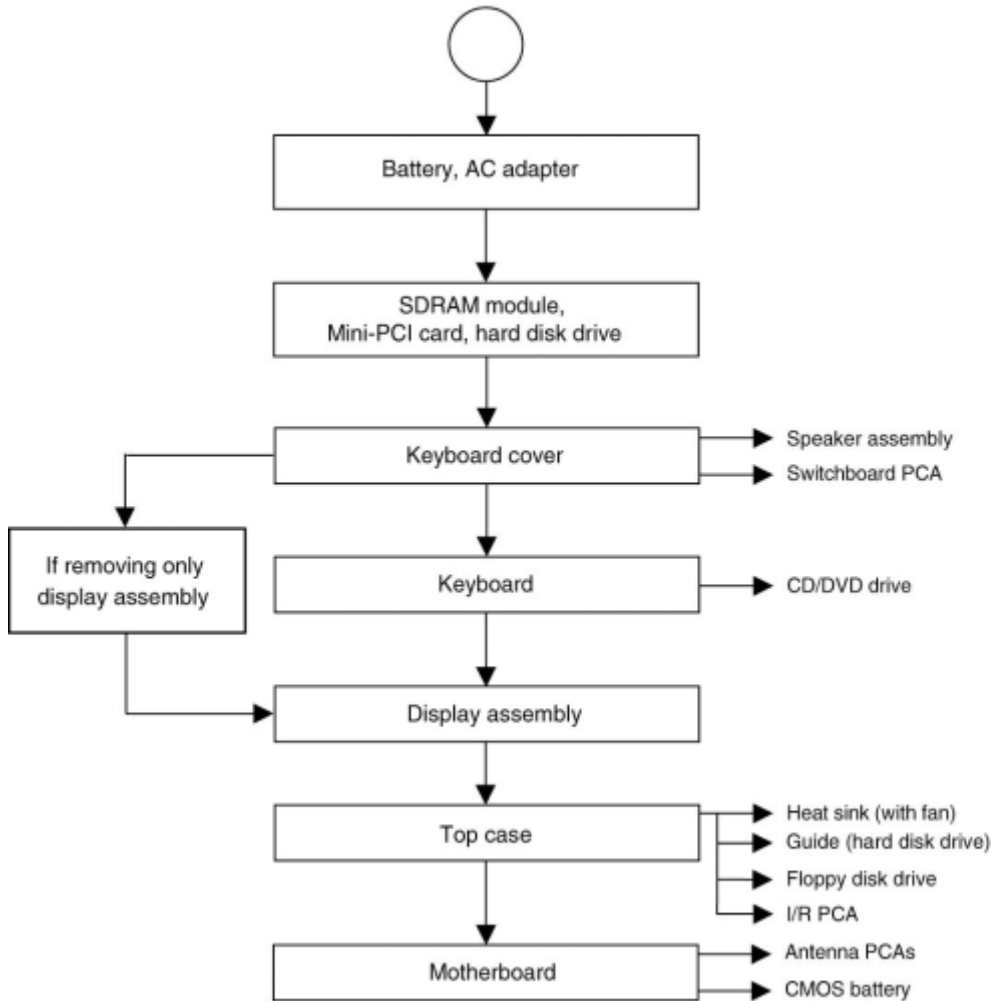 Battery, AC adapter
SDRAM module,
Mini-PCI card, hard disk drive
Keyboard cover
Speaker assembly
Switchboard PCA
If removing only
display assembly
Keyboard
CD/DVD drive
Display assembly
Top case
Heat sink (with fan)
Guide (hard disk drive)
Floppy disk drive
I/R PCA
Motherboard
Antenna PCAs
CMOS battery